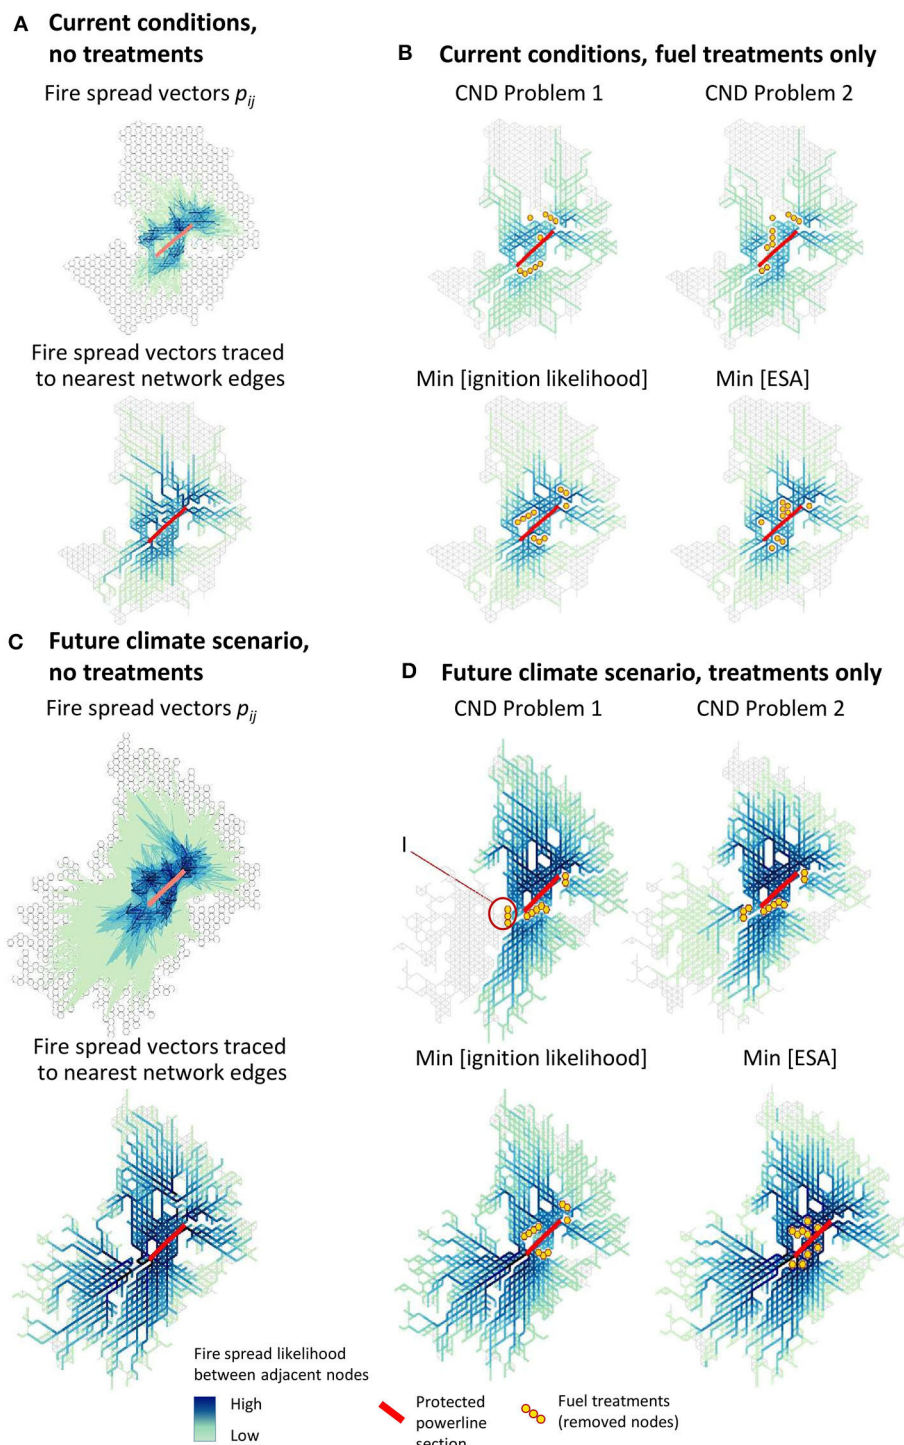 A Current conditions,
no treatments
Fire spread vectors pij
Fire spread vectors traced
to nearest network edges
B Current conditions, fuel treatments only
CND Problem 1
CND Problem 2
Min [ignition likelihood]
Min [ESA]
C Future climate scenario,
no treatments
Fire spread vectors pij
Fire spread vectors traced
to nearest network edges
D Future climate scenario, treatments only
CND Problem 1
CND Problem 2
I
Min [ignition likelihood]
Min [ESA]
Fire spread likelihood
between adjacent nodes
High
Low
Protected
powerline
section
Fuel treatments
(removed nodes)